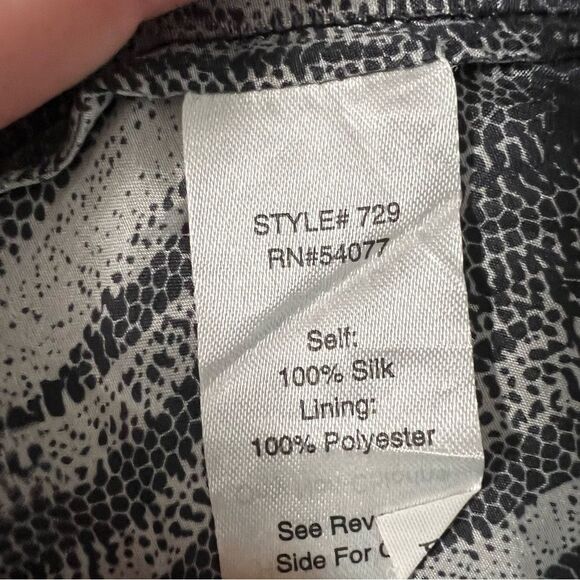 STYLE# 729
RN#54077
Self:
100% Silk
Lining:
100% Polyester
See Rev
Side For